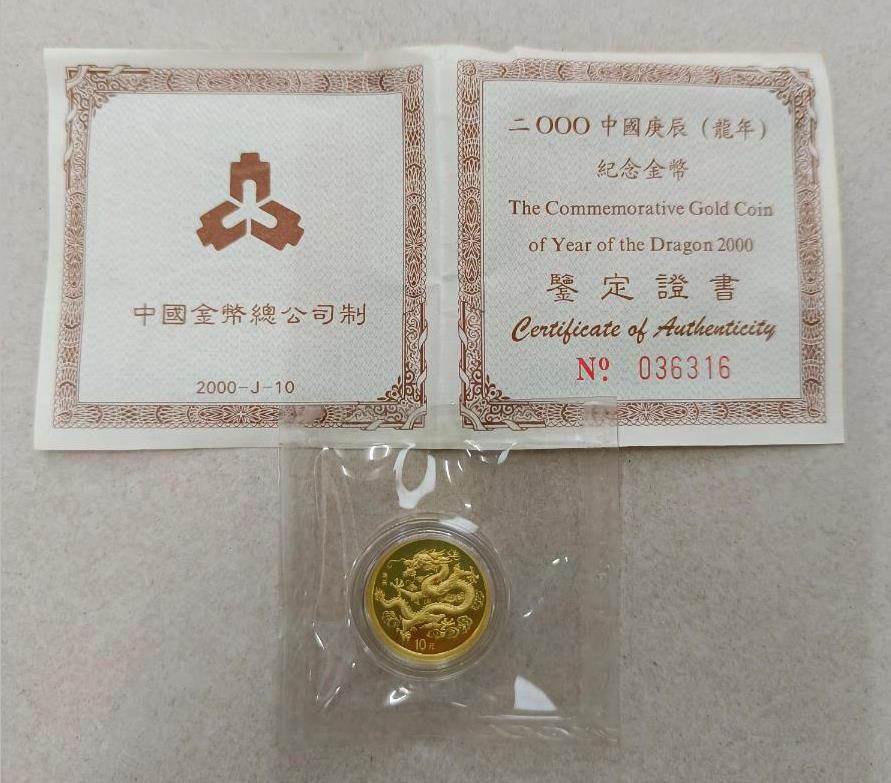 中國金幣總公司制
2000-J-10
二OOO中國庚辰（龍年）
紀念金幣
The Commemorative Gold Coin
of Year of the Dragon 2000
鑒定證書
Certificate of Authenticity
Nº 036316
10元